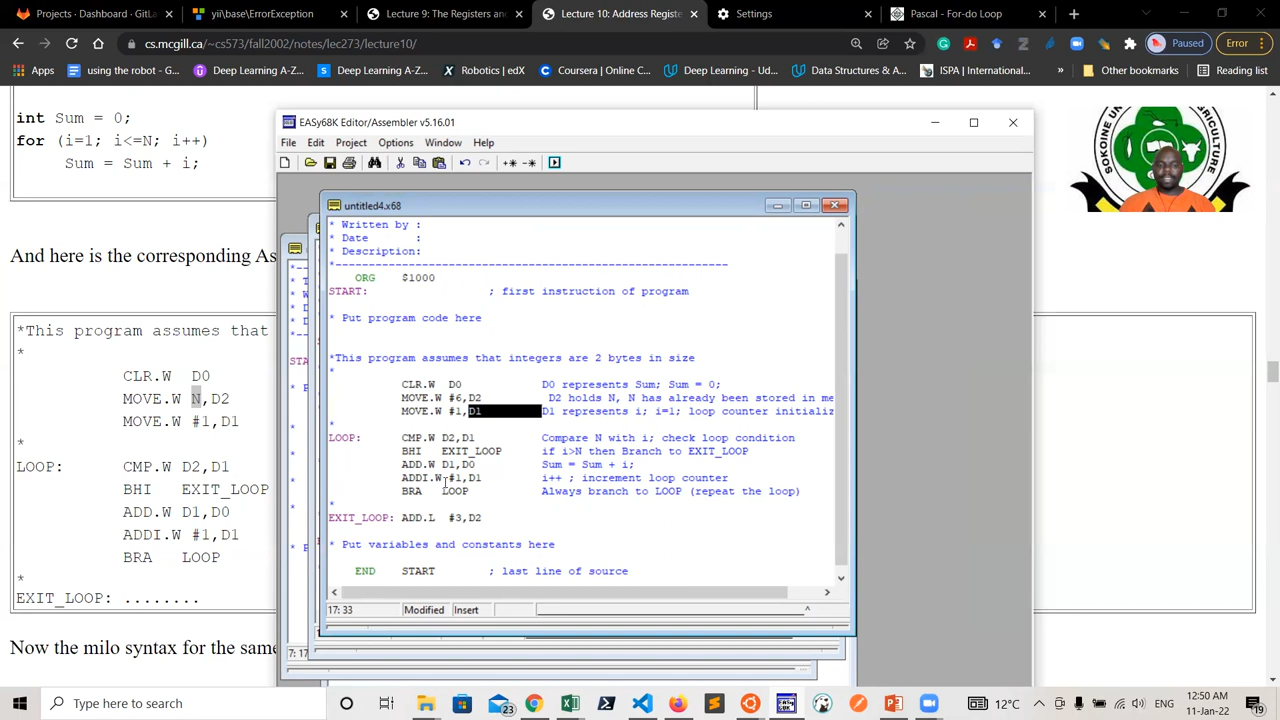 Projects · Dashboard · GitLa
yii\base\ErrorException
Lecture 9: The Registers and
Lecture 10: Address Registe
Settings
Pascal - For-do Loop
cs.mcgill.ca/~cs573/fall2002/notes/lec273/lecture10/
Paused
Error
Apps
using the robot - G...
Deep Learning A-Z...
Deep Learning A-Z...
Robotics | edX
Coursera | Online C...
Deep Learning - Ud...
Data Structures & A...
ISPA | International...
Other bookmarks
Reading list
int Sum = 0;
for (i=1; i<=N; i++)
Sum = Sum + i;
And here is the corresponding As
*This program assumes that
*
CLR.W D0
MOVE.W N,D2
MOVE.W #1,D1
*
LOOP: CMP.W D2,D1
BHI EXIT_LOOP
ADD.W D1,D0
ADDI.W #1,D1
BRA LOOP
*
EXIT_LOOP: ........
Now the milo syntax for the same
EASy68K Editor/Assembler v5.16.01
File Edit Project Options Window Help
untitled4.x68
* Written by :
* Date :
* Description:
*-----------------------------------------------------------
ORG $1000
START: ; first instruction of program
* Put program code here
*This program assumes that integers are 2 bytes in size
*
CLR.W D0 D0 represents Sum; Sum = 0;
MOVE.W #6,D2 D2 holds N, N has already been stored in me
MOVE.W #1,D1 D1 represents i; i=1; loop counter initializ
*
LOOP: CMP.W D2,D1 Compare N with i; check loop condition
BHI EXIT_LOOP if i>N then Branch to EXIT_LOOP
ADD.W D1,D0 Sum = Sum + i;
ADDI.W #1,D1 i++ ; increment loop counter
BRA LOOP Always branch to LOOP (repeat the loop)
*
EXIT_LOOP: ADD.L #3,D2
* Put variables and constants here
END START ; last line of source
17: 33 Modified Insert
Type here to search
23
12°C
12:50 AM
11-Jan-22
19